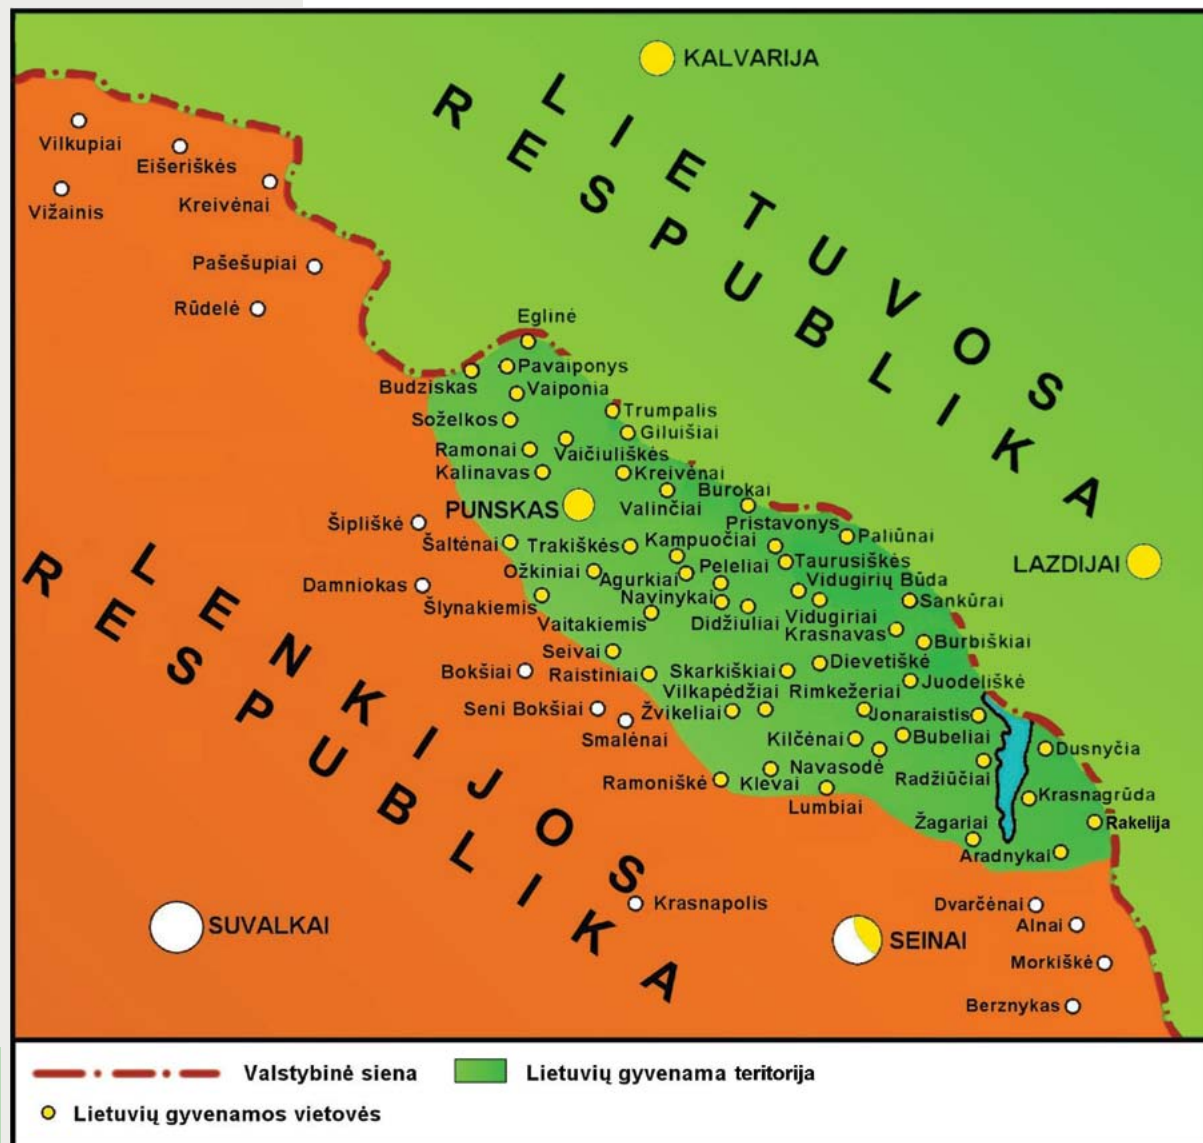 KALVARIJA
LIETUVOS
RESPUBLIKA
Vilkupiai
Eišeriškės
Vižainis
Kreivėnai
Pašešupiai
Rūdelė
Eglinė
Pavaiponys
Budziskas
Vaiponia
Trumpalis
Soželkos
Giluišiai
Ramonai
Vaičiuliškės
Kalinavas
Kreivėnai
Burokai
PUNSKAS
Valinčiai
Šipliškė
Pristavonys
Paliūnai
Šaltėnai
Trakiškės
Kampuočiai
Taurusiškės
LAZDIJAI
Ožkiniai
Agurkiai
Peleliai
Vidugirių Būda
Damniokas
Šlynakiemis
Navinykai
Sankūrai
Vaitakiemis
Didžiuliai
Vidugiriai
Krasnavas
Burbiškiai
LENKIJOS
RESPUBLIKA
Seivai
Bokšiai
Raistiniai
Skarkiškiai
Dievetiškė
Juodeliškė
Vilkapėdžiai
Rimkežeriai
Seni Bokšiai
Žvikeliai
Jonaraistis
Smalėnai
Kilčėnai
Bubeliai
Dusnyčia
Ramoniškė
Klevai
Navasodė
Radžiūčiai
Lumbiai
Krasnagrūda
Žagariai
Rakelija
Aradnykai
Krasnapolis
Dvarčėnai
SUVALKAI
SEINAI
Alnai
Morkiškė
Berznykas
Valstybinė siena
Lietuvių gyvenama teritorija
Lietuvių gyvenamos vietovės